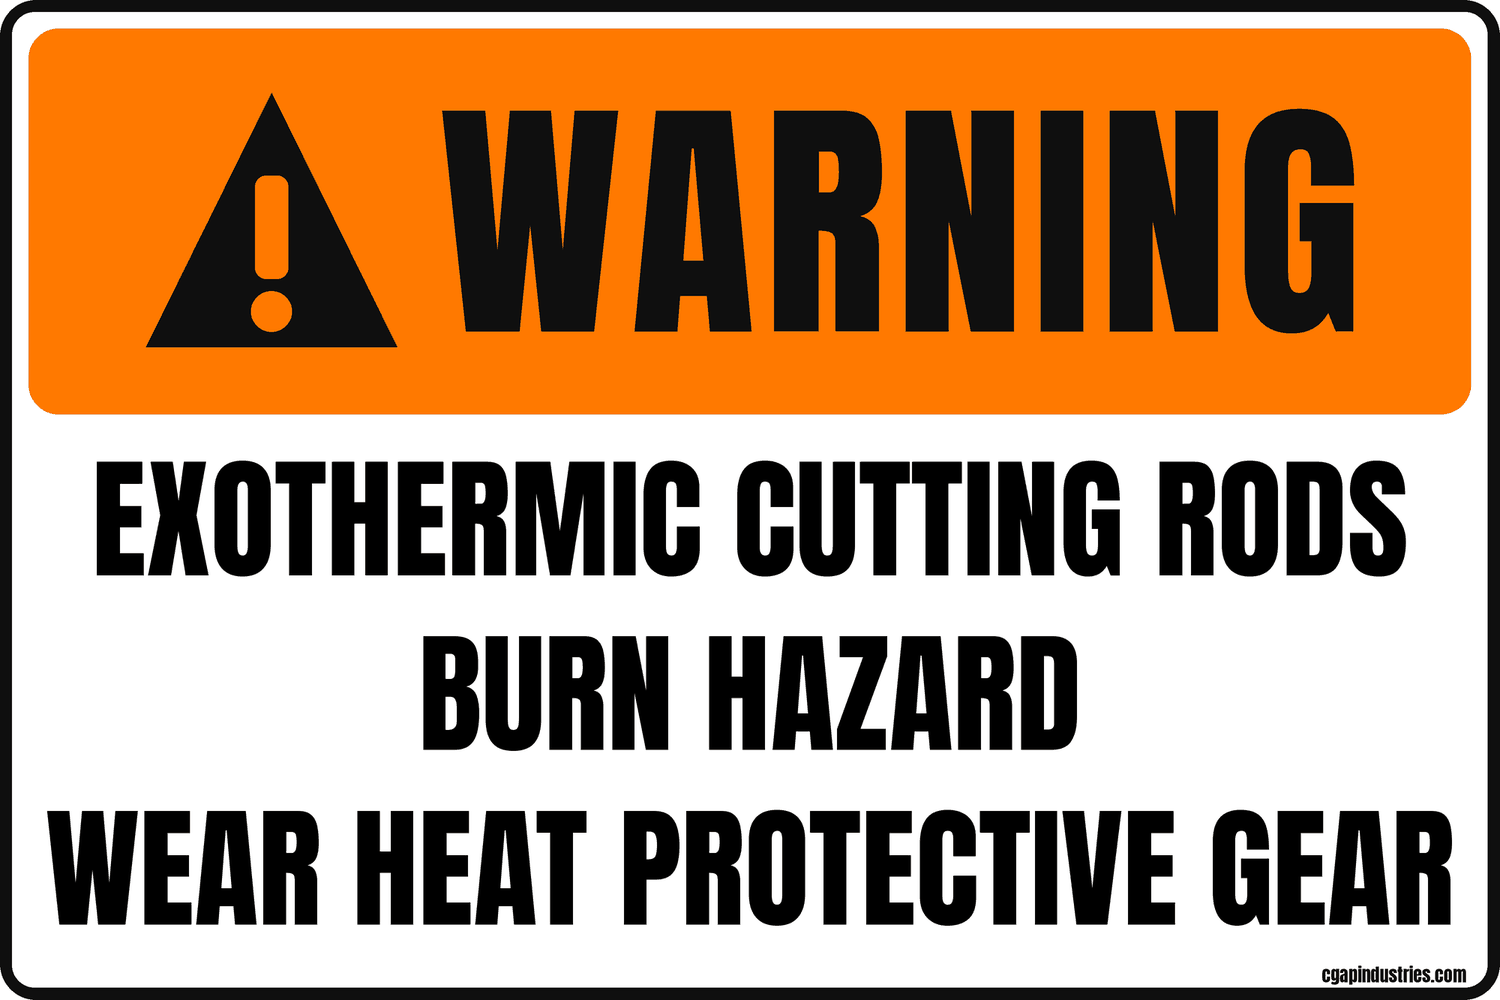 WARNING
EXOTHERMIC CUTTING RODS
BURN HAZARD
WEAR HEAT PROTECTIVE GEAR
cgapindustries.com